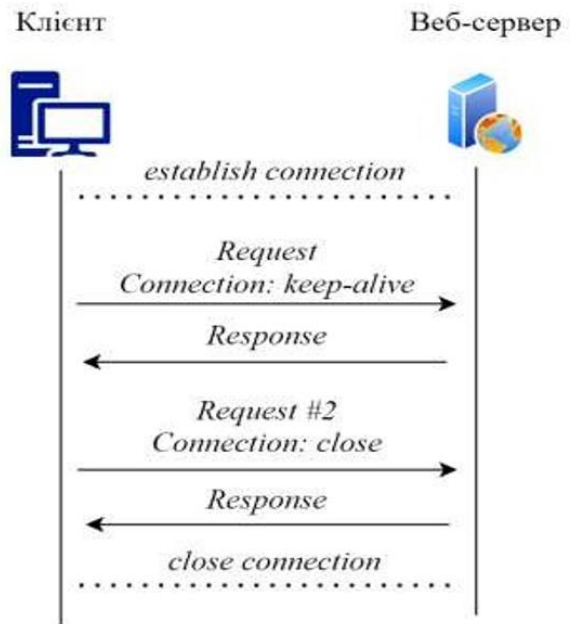 Клієнт Веб-сервер
establish connection
Request
Connection: keep-alive
Response
Request #2
Connection: close
Response
close connection